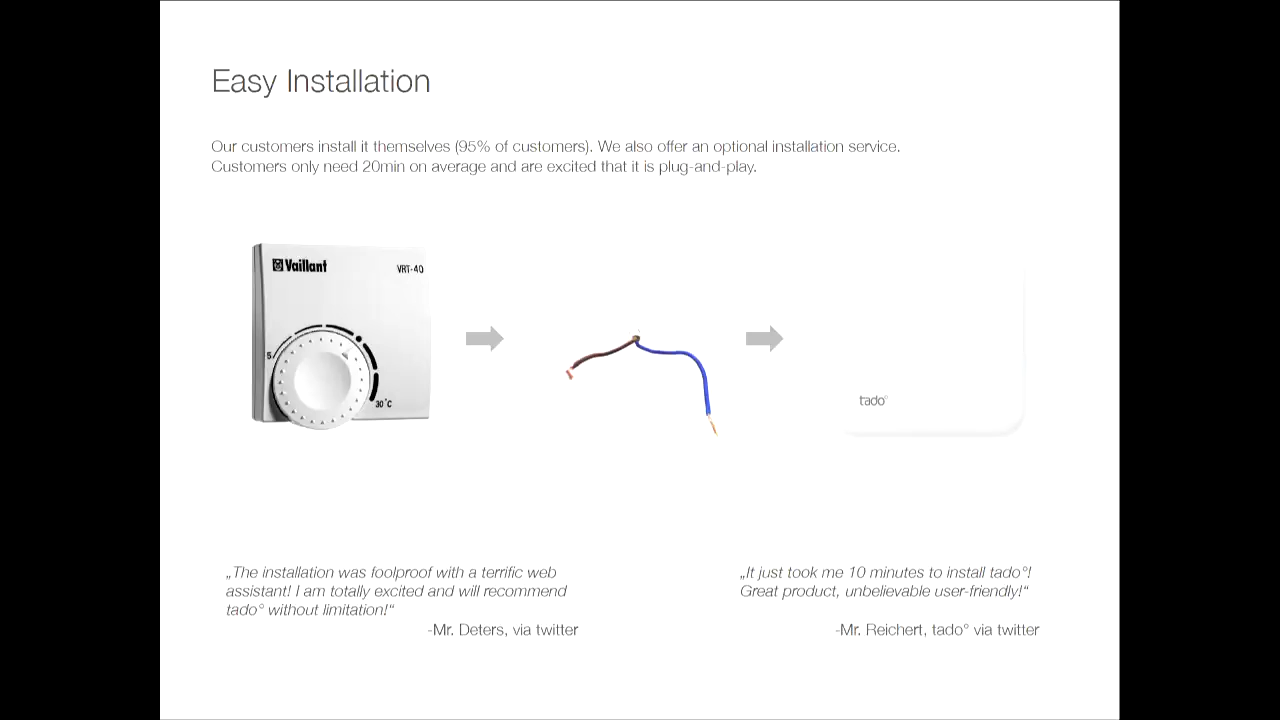 Easy Installation
Our customers install it themselves (95% of customers). We also offer an optional installation service.
Customers only need 20min on average and are excited that it is plug-and-play.
Vaillant
VRT-40
5
30°C
tado°
„The installation was foolproof with a terrific web
assistant! I am totally excited and will recommend
tado° without limitation!“
-Mr. Deters, via twitter
„It just took me 10 minutes to install tado°!
Great product, unbelievable user-friendly!“
-Mr. Reichert, tado° via twitter